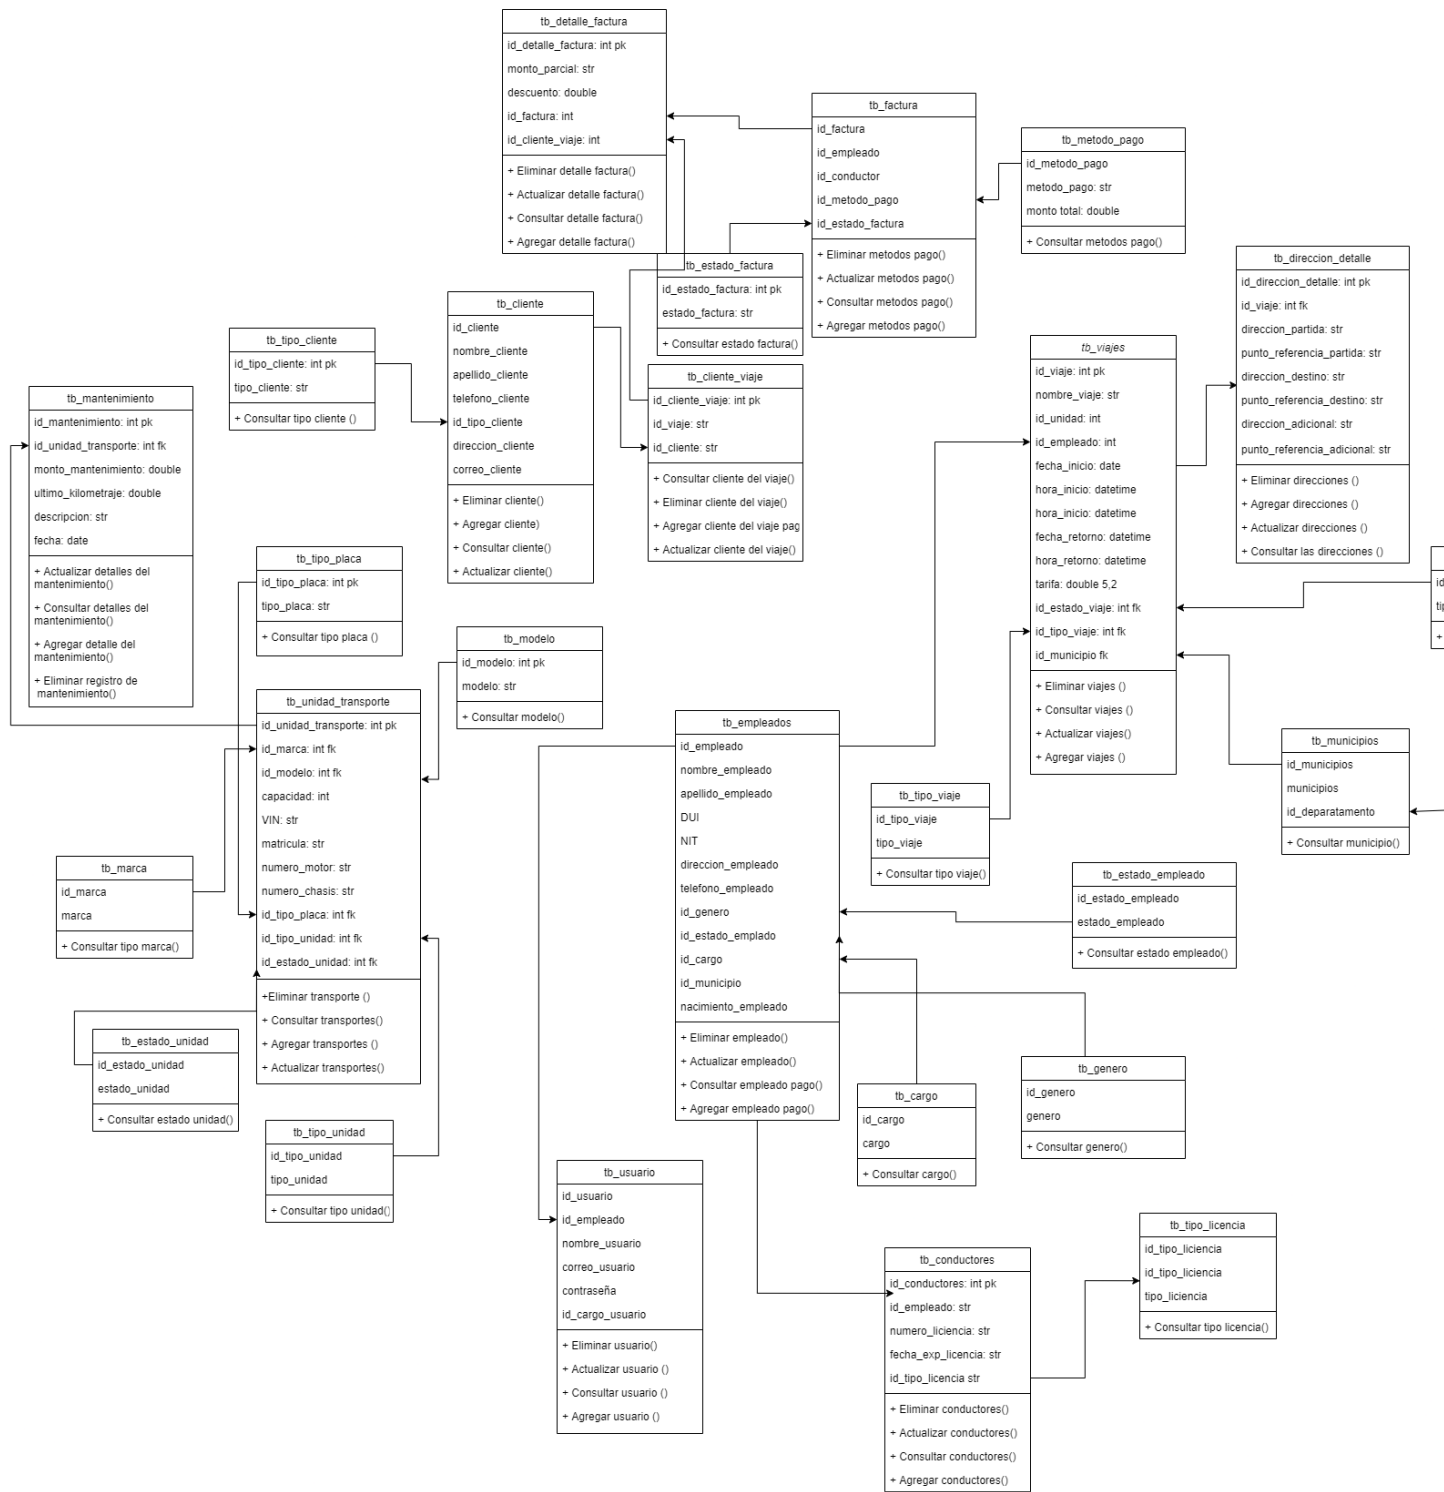 tb_detalle_factura
id_detalle_factura: int pk
monto_parcial: str
descuento: double
id_factura: int
id_cliente_viaje: int
+ Eliminar detalle factura()
+ Actualizar detalle factura()
+ Consultar detalle factura()
+ Agregar detalle factura()
tb_factura
id_factura
id_empleado
id_conductor
id_metodo_pago
id_estado_factura
+ Eliminar metodos pago()
+ Actualizar metodos pago()
+ Consultar metodos pago()
+ Agregar metodos pago()
tb_metodo_pago
id_metodo_pago
metodo_pago: str
monto total: double
+ Consultar metodos pago()
tb_estado_factura
id_estado_factura: int pk
estado_factura: str
+ Consultar estado factura()
tb_direccion_detalle
id_direccion_detalle: int pk
id_viaje: int fk
direccion_partida: str
punto_referencia_partida: str
direccion_destino: str
punto_referencia_destino: str
direccion_adicional: str
punto_referencia_adicional: str
+ Eliminar direcciones ()
+ Agregar direcciones ()
+ Actualizar direcciones ()
+ Consultar las direcciones ()
tb_cliente
id_cliente
nombre_cliente
apellido_cliente
telefono_cliente
id_tipo_cliente
direccion_cliente
correo_cliente
+ Eliminar cliente()
+ Agregar cliente)
+ Consultar cliente()
+ Actualizar cliente()
tb_tipo_cliente
id_tipo_cliente: int pk
tipo_cliente: str
+ Consultar tipo cliente ()
tb_viajes
id_viaje: int pk
nombre_viaje: str
id_unidad: int
id_empleado: int
fecha_inicio: date
hora_inicio: datetime
hora_inicio: datetime
fecha_retorno: datetime
hora_retorno: datetime
tarifa: double 5,2
id_estado_viaje: int fk
id_tipo_viaje: int fk
id_municipio fk
+ Eliminar viajes ()
+ Consultar viajes ()
+ Actualizar viajes()
+ Agregar viajes ()
tb_cliente_viaje
id_cliente_viaje: int pk
id_viaje: str
id_cliente: str
+ Consultar cliente del viaje()
+ Eliminar cliente del viaje()
+ Agregar cliente del viaje pag
+ Actualizar cliente del viaje()
tb_mantenimiento
id_mantenimiento: int pk
id_unidad_transporte: int fk
monto_mantenimiento: double
ultimo_kilometraje: double
descripcion: str
fecha: date
+ Actualizar detalles del
mantenimiento()
+ Consultar detalles del
mantenimiento()
+ Agregar detalle del
mantenimiento()
+ Eliminar registro de
mantenimiento()
tb_tipo_placa
id_tipo_placa: int pk
tipo_placa: str
+ Consultar tipo placa ()
id
tip
+
tb_modelo
id_modelo: int pk
modelo: str
+ Consultar modelo()
tb_unidad_transporte
id_unidad_transporte: int pk
id_marca: int fk
id_modelo: int fk
capacidad: int
VIN: str
matricula: str
numero_motor: str
numero_chasis: str
id_tipo_placa: int fk
id_tipo_unidad: int fk
id_estado_unidad: int fk
+Eliminar transporte ()
+ Consultar transportes()
+ Agregar transportes ()
+ Actualizar transportes()
tb_empleados
id_empleado
nombre_empleado
apellido_empleado
DUI
NIT
direccion_empleado
telefono_empleado
id_genero
id_estado_emplado
id_cargo
id_municipio
nacimiento_empleado
+ Eliminar empleado()
+ Actualizar empleado()
+ Consultar empleado pago()
+ Agregar empleado pago()
tb_municipios
id_municipios
municipios
id_deparatamento
+ Consultar municipio()
tb_tipo_viaje
id_tipo_viaje
tipo_viaje
+ Consultar tipo viaje()
tb_marca
id_marca
marca
+ Consultar tipo marca()
tb_estado_empleado
id_estado_empleado
estado_empleado
+ Consultar estado empleado()
tb_estado_unidad
id_estado_unidad
estado_unidad
+ Consultar estado unidad()
tb_genero
id_genero
genero
+ Consultar genero()
tb_cargo
id_cargo
cargo
+ Consultar cargo()
tb_tipo_unidad
id_tipo_unidad
tipo_unidad
+ Consultar tipo unidad()
tb_usuario
id_usuario
id_empleado
nombre_usuario
correo_usuario
contraseña
id_cargo_usuario
+ Eliminar usuario()
+ Actualizar usuario ()
+ Consultar usuario ()
+ Agregar usuario ()
tb_tipo_licencia
id_tipo_liciencia
id_tipo_liciencia
tipo_liciencia
+ Consultar tipo licencia()
tb_conductores
id_conductores: int pk
id_empleado: str
numero_liciencia: str
fecha_exp_licencia: str
id_tipo_licencia str
+ Eliminar conductores()
+ Actualizar conductores()
+ Consultar conductores()
+ Agregar conductores()